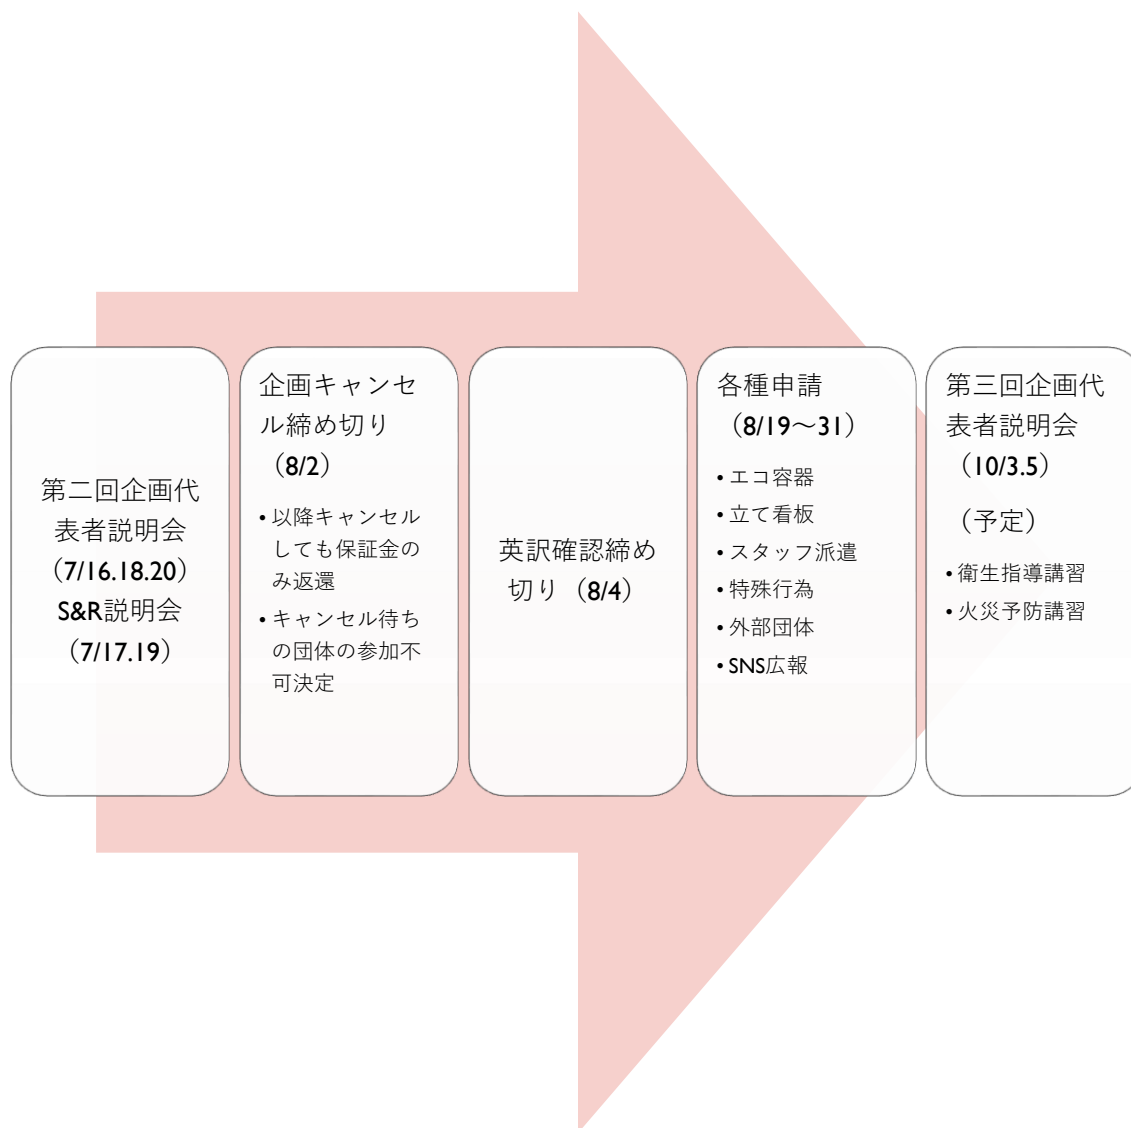 第二回企画代
表者説明会
（7/16.18.20）
S&R説明会
（7/17.19）
企画キャンセ
ル締め切り
（8/2）
• 以降キャンセル
しても保証金の
み返還
• キャンセル待ち
の団体の参加不
可決定
英訳確認締め
切り（8/4）
各種申請
（8/19～31）
• エコ容器
• 立て看板
• スタッフ派遣
• 特殊行為
• 外部団体
• SNS広報
第三回企画代
表者説明会
（10/3.5）
（予定）
• 衛生指導講習
• 火災予防講習